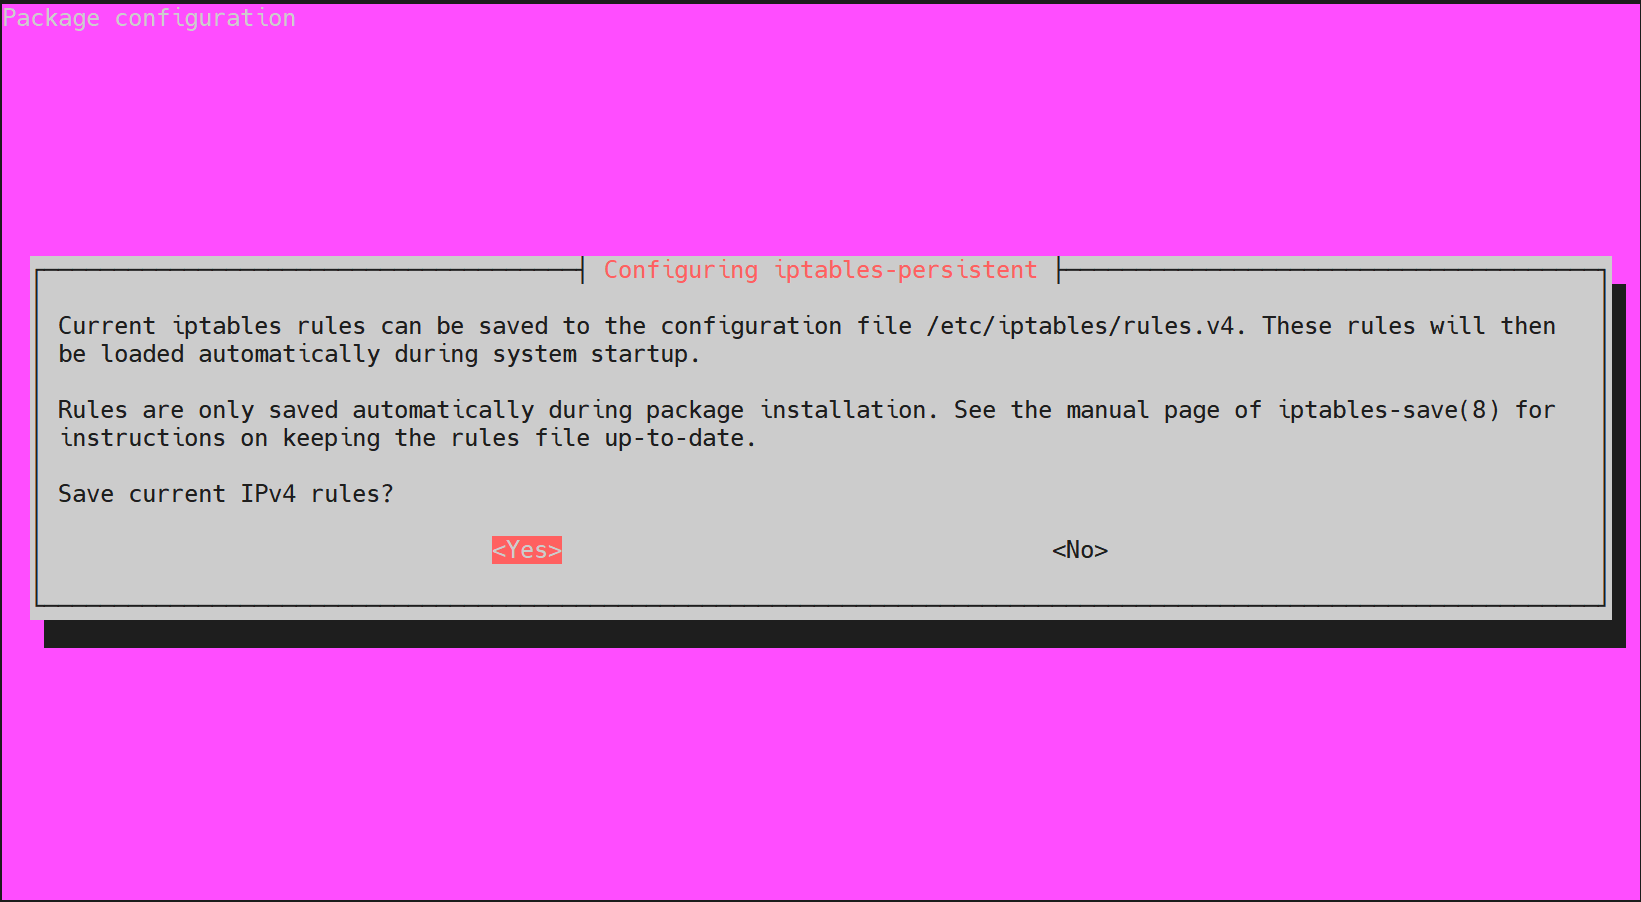 Package configuration
Configuring iptables-persistent
Current iptables rules can be saved to the configuration file /etc/iptables/rules.v4. These rules will then
be loaded automatically during system startup.
Rules are only saved automatically during package installation. See the manual page of iptables-save(8) for
instructions on keeping the rules file up-to-date.
Save current IPv4 rules?
<Yes> <No>